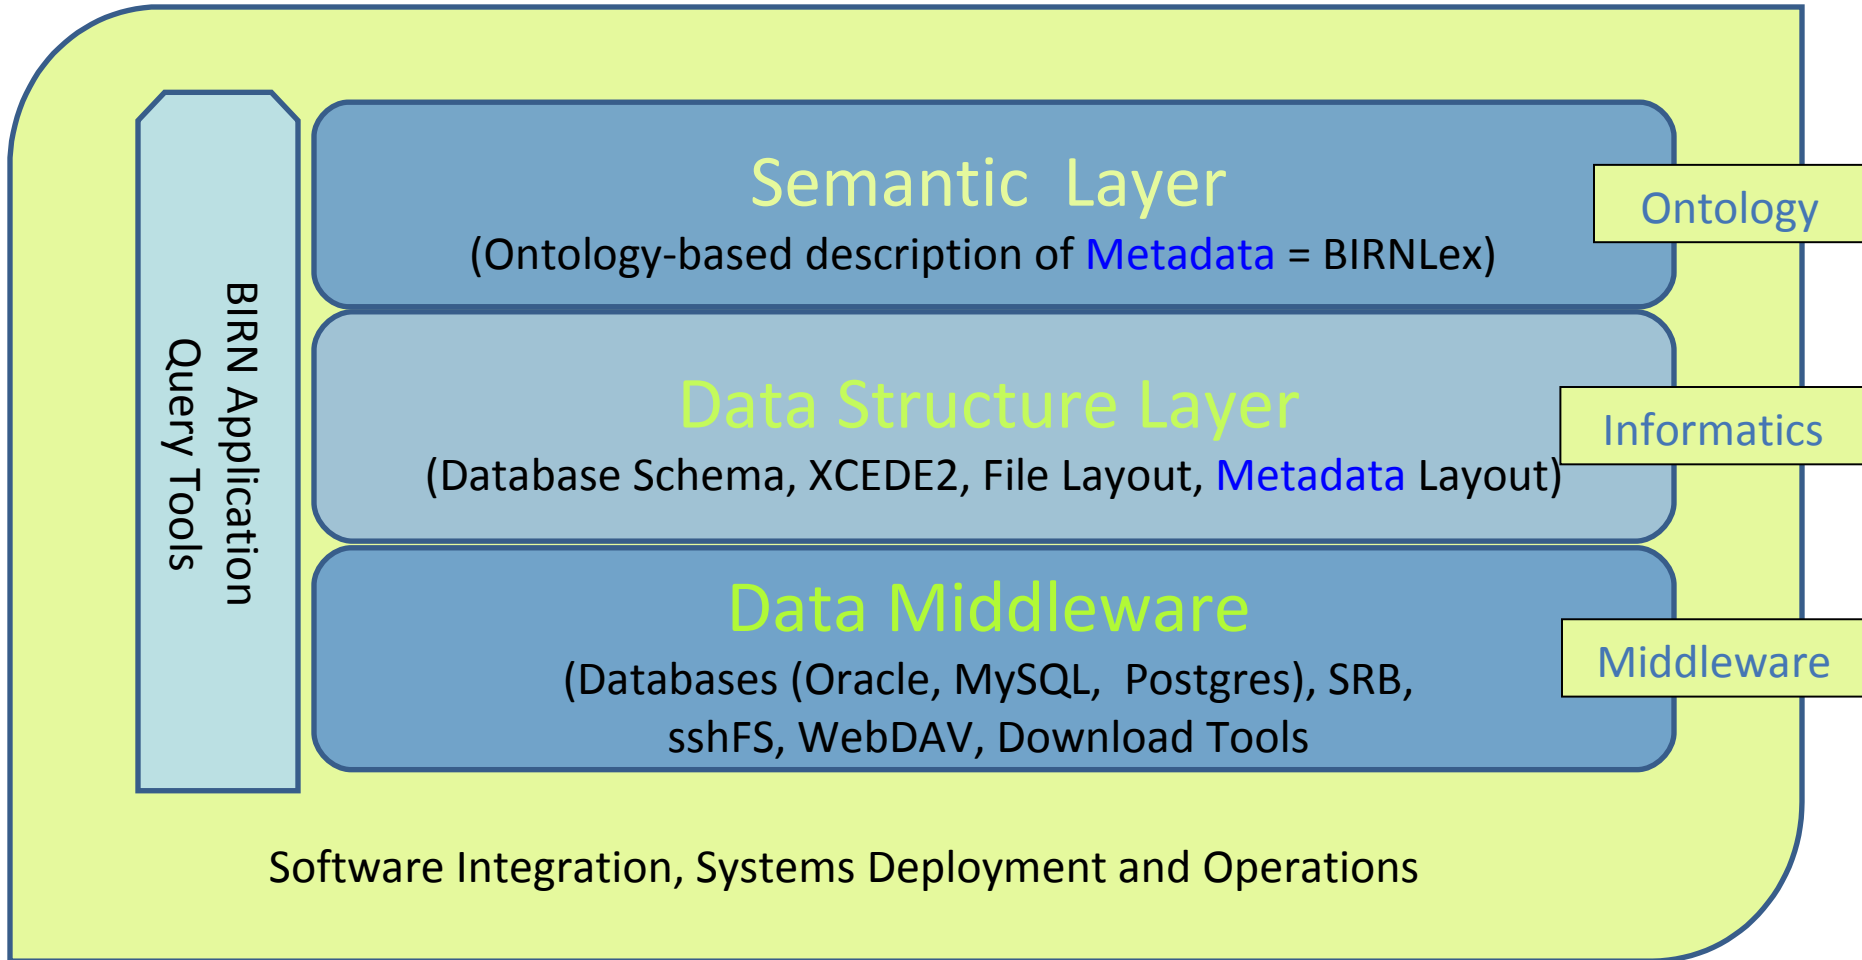 BIRN Application
Query Tools
Semantic Layer
(Ontology-based description of Metadata = BIRNLex)
Ontology
Data Structure Layer
(Database Schema, XCEDE2, File Layout, Metadata Layout)
Informatics
Data Middleware
(Databases (Oracle, MySQL, Postgres), SRB,
sshFS, WebDAV, Download Tools
Middleware
Software Integration, Systems Deployment and Operations